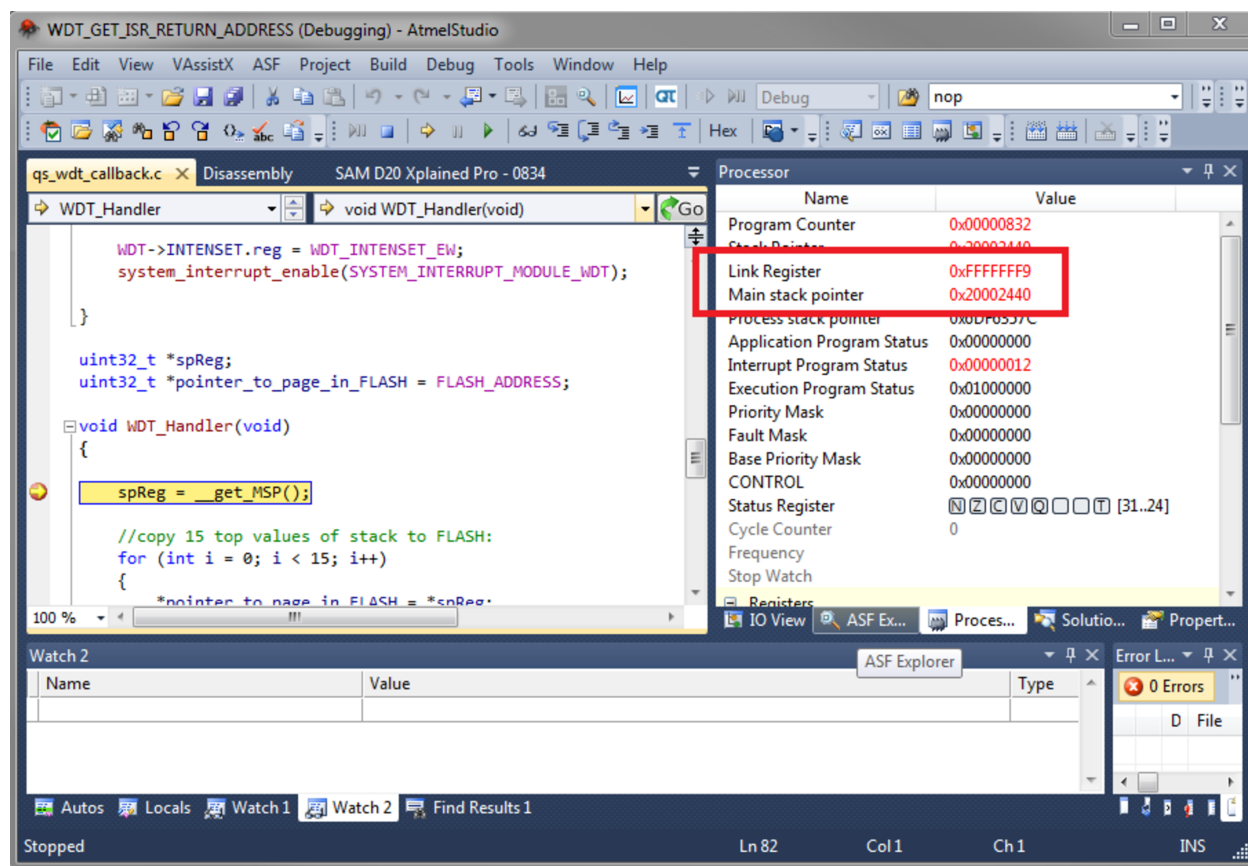 WDT_GET_ISR_RETURN_ADDRESS (Debugging) - AtmelStudio
File Edit View VAssistX ASF Project Build Debug Tools Window Help
Debug nop
Hex
qs_wdt_callback.c Disassembly SAM D20 Xplained Pro - 0834
WDT_Handler void WDT_Handler(void) Go
WDT->INTENSET.reg = WDT_INTENSET_EW;
system_interrupt_enable(SYSTEM_INTERRUPT_MODULE_WDT);
}
uint32_t *spReg;
uint32_t *pointer_to_page_in_FLASH = FLASH_ADDRESS;
void WDT_Handler(void)
{
spReg = __get_MSP();
//copy 15 top values of stack to FLASH:
for (int i = 0; i < 15; i++)
{
*pointer_to_page_in_FLASH = *spReg;
100 %
Processor
Name Value
Program Counter 0x00000832
Stack Pointer 0x20002440
Link Register 0xFFFFFFF9
Main stack pointer 0x20002440
Process stack pointer 0x6DF6357C
Application Program Status 0x00000000
Interrupt Program Status 0x00000012
Execution Program Status 0x01000000
Priority Mask 0x00000000
Fault Mask 0x00000000
Base Priority Mask 0x00000000
CONTROL 0x00000000
Status Register N Z C V Q T [31..24]
Cycle Counter 0
Frequency
Stop Watch
Registers
IO View ASF Ex... Proces... Solutio... Propert...
ASF Explorer
Watch 2
Name Value Type
Error L...
0 Errors
D File
Autos Locals Watch 1 Watch 2 Find Results 1
Stopped Ln 82 Col 1 Ch 1 INS